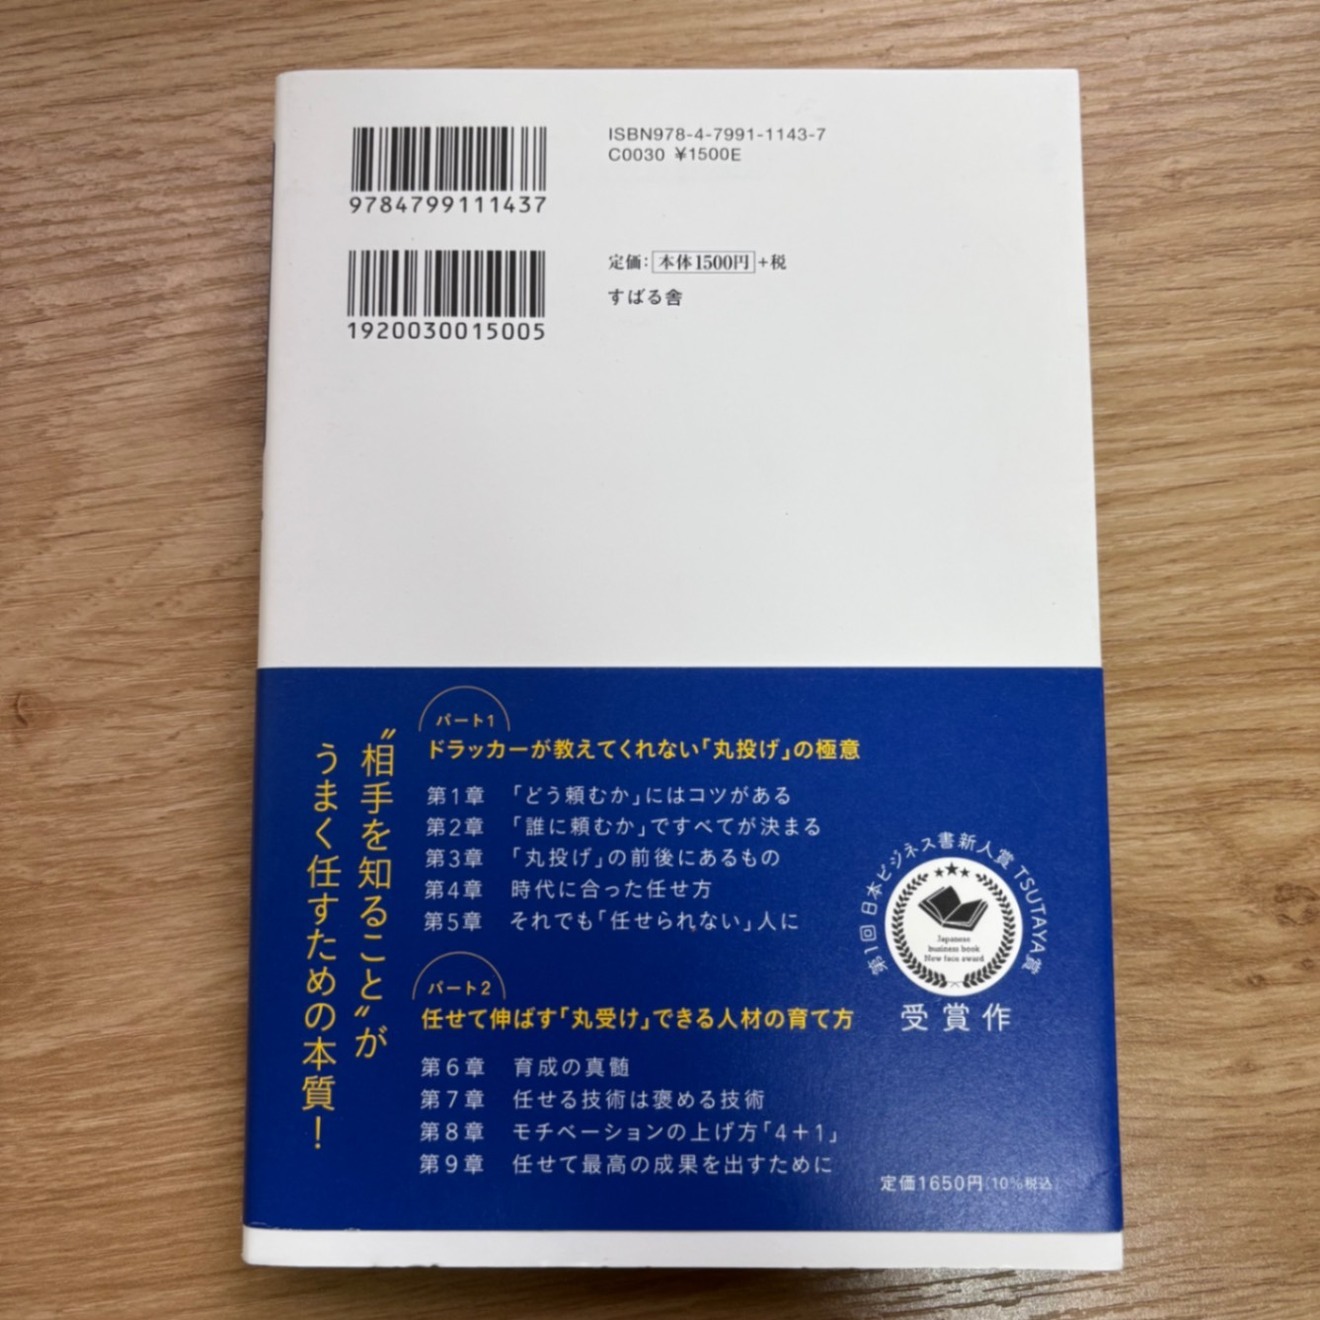 9784799111437
ISBN978-4-7991-1143-7
C0030 ¥1500E
1920030015005
定価：本体1500円+税
すばる舎
“相手を知ること”が
うまく任すための本質！
パート1
ドラッカーが教えてくれない「丸投げ」の極意
第1章 「どう頼むか」にはコツがある
第2章 「誰に頼むか」ですべてが決まる
第3章 「丸投げ」の前後にあるもの
第4章 時代に合った任せ方
第5章 それでも「任せられない」人に
パート2
任せて伸ばす「丸受け」できる人材の育て方
第6章 育成の真髄
第7章 任せる技術は褒める技術
第8章 モチベーションの上げ方「4＋1」
第9章 任せて最高の成果を出すために
第1回 日本ビジネス書新人賞 TSUTAYA賞
Japanese
business book
New face award
受賞作
定価1650円(10%税込)